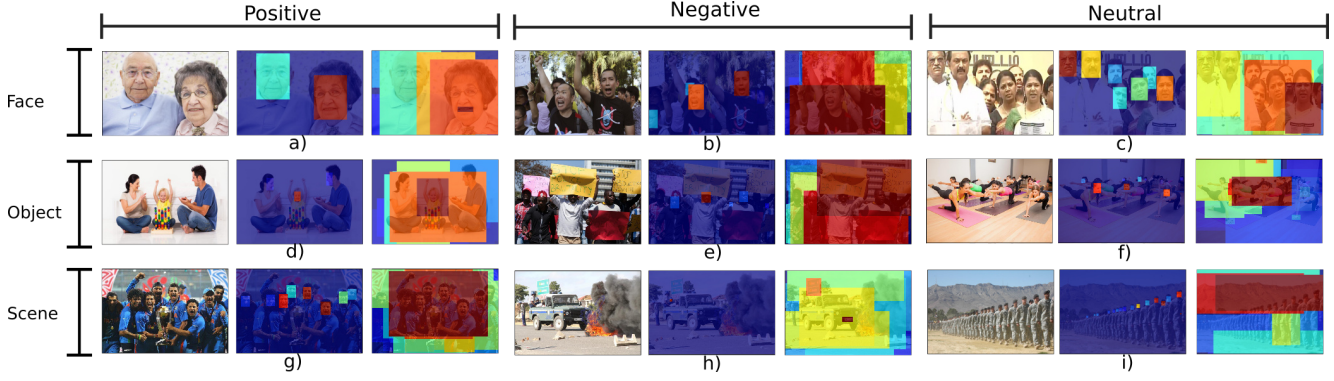 Positive
Negative
Neutral
Face
a)
b)
c)
Object
d)
e)
f)
Scene
g)
h)
i)